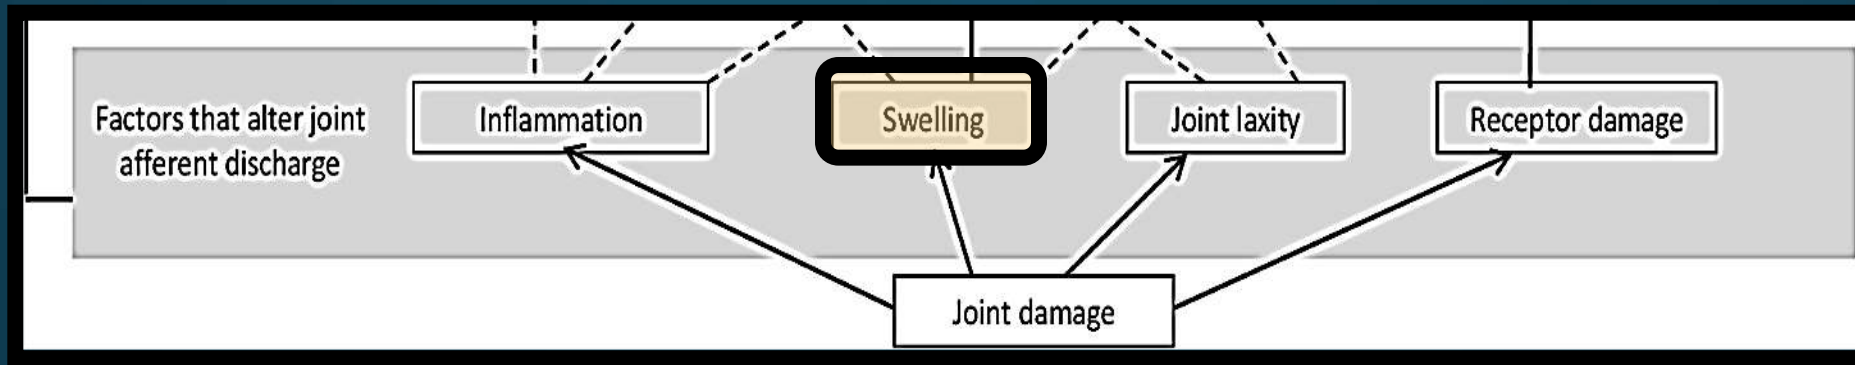 Factors that alter joint
afferent discharge
Inflammation
Swelling
Joint laxity
Receptor damage
Joint damage